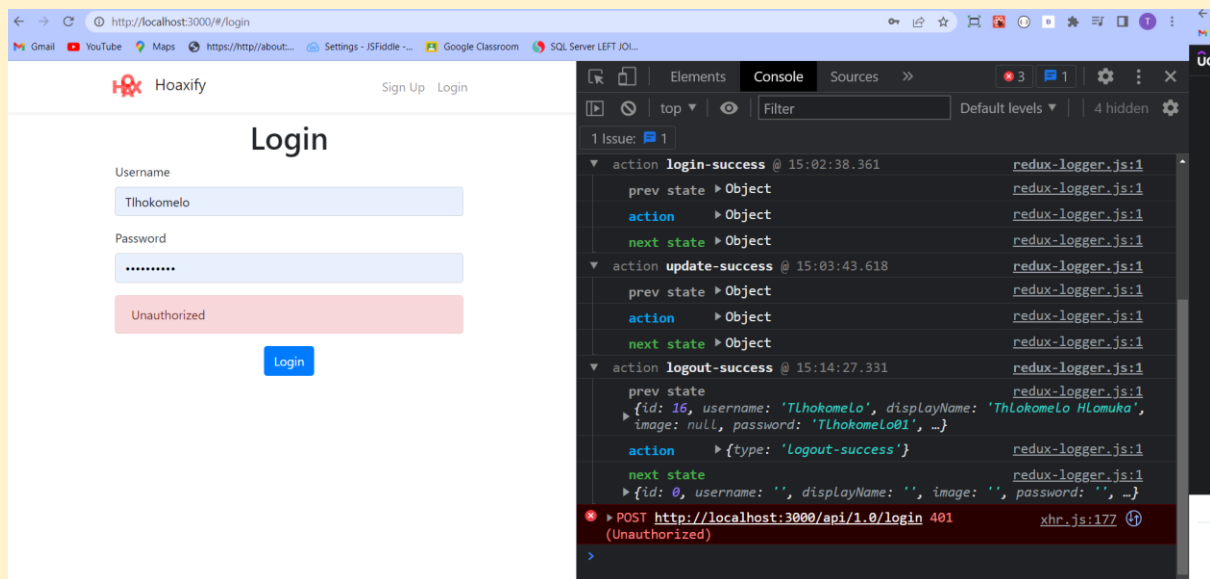 http://localhost:3000/#/login
T
Gmail YouTube Maps https://http//about:... Settings - JSFiddle -... Google Classroom SQL Server LEFT JOI...
Hoaxify Sign Up Login
Login
Username
Tlhokomelo
Password
••••••••••
Unauthorized
Login
Elements Console Sources » 3 1
top ▼ Filter Default levels ▼ 4 hidden
1 Issue: 1
▼ action login-success @ 15:02:38.361 redux-logger.js:1
prev state ▶ Object redux-logger.js:1
action ▶ Object redux-logger.js:1
next state ▶ Object redux-logger.js:1
▼ action update-success @ 15:03:43.618 redux-logger.js:1
prev state ▶ Object redux-logger.js:1
action ▶ Object redux-logger.js:1
next state ▶ Object redux-logger.js:1
▼ action logout-success @ 15:14:27.331 redux-logger.js:1
prev state redux-logger.js:1
▶ {id: 16, username: 'Tlhokomelo', displayName: 'Thlokomelo Hlomuka',
image: null, password: 'Tlhokomelo01', …}
action ▶ {type: 'logout-success'} redux-logger.js:1
next state redux-logger.js:1
▶ {id: 0, username: '', displayName: '', image: '', password: '', …}
▶ POST http://localhost:3000/api/1.0/login 401 xhr.js:177
(Unauthorized)
>